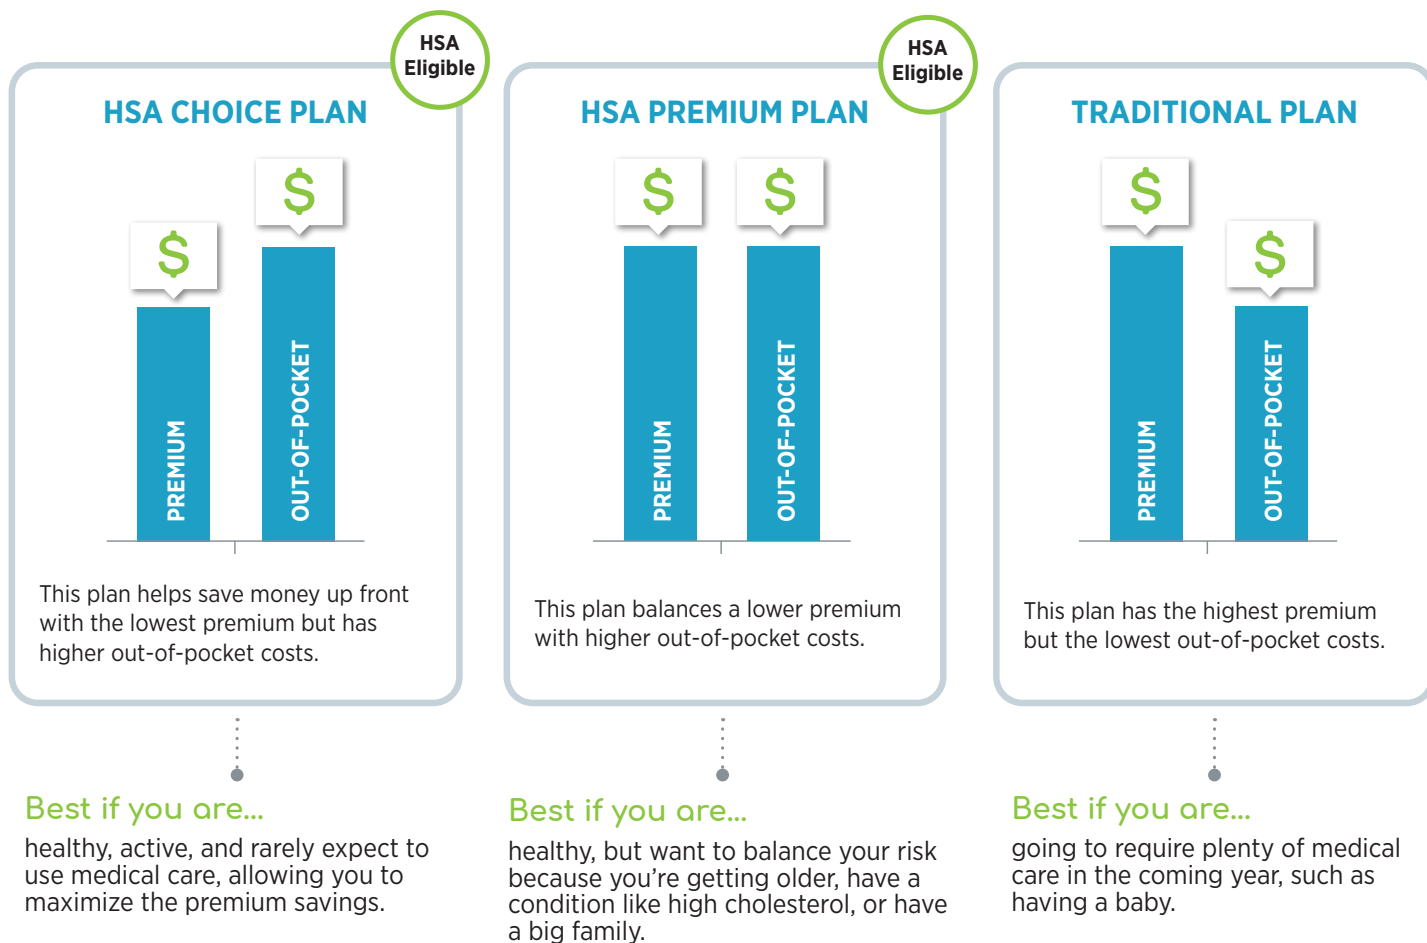 HSA
Eligible
HSA CHOICE PLAN
$
$
PREMIUM
OUT-OF-POCKET
This plan helps save money up front
with the lowest premium but has
higher out-of-pocket costs.
Best if you are...
healthy, active, and rarely expect to
use medical care, allowing you to
maximize the premium savings.
HSA
Eligible
HSA PREMIUM PLAN
$
$
PREMIUM
OUT-OF-POCKET
This plan balances a lower premium
with higher out-of-pocket costs.
Best if you are...
healthy, but want to balance your risk
because you’re getting older, have a
condition like high cholesterol, or have
a big family.
TRADITIONAL PLAN
$
$
PREMIUM
OUT-OF-POCKET
This plan has the highest premium
but the lowest out-of-pocket costs.
Best if you are...
going to require plenty of medical
care in the coming year, such as
having a baby.